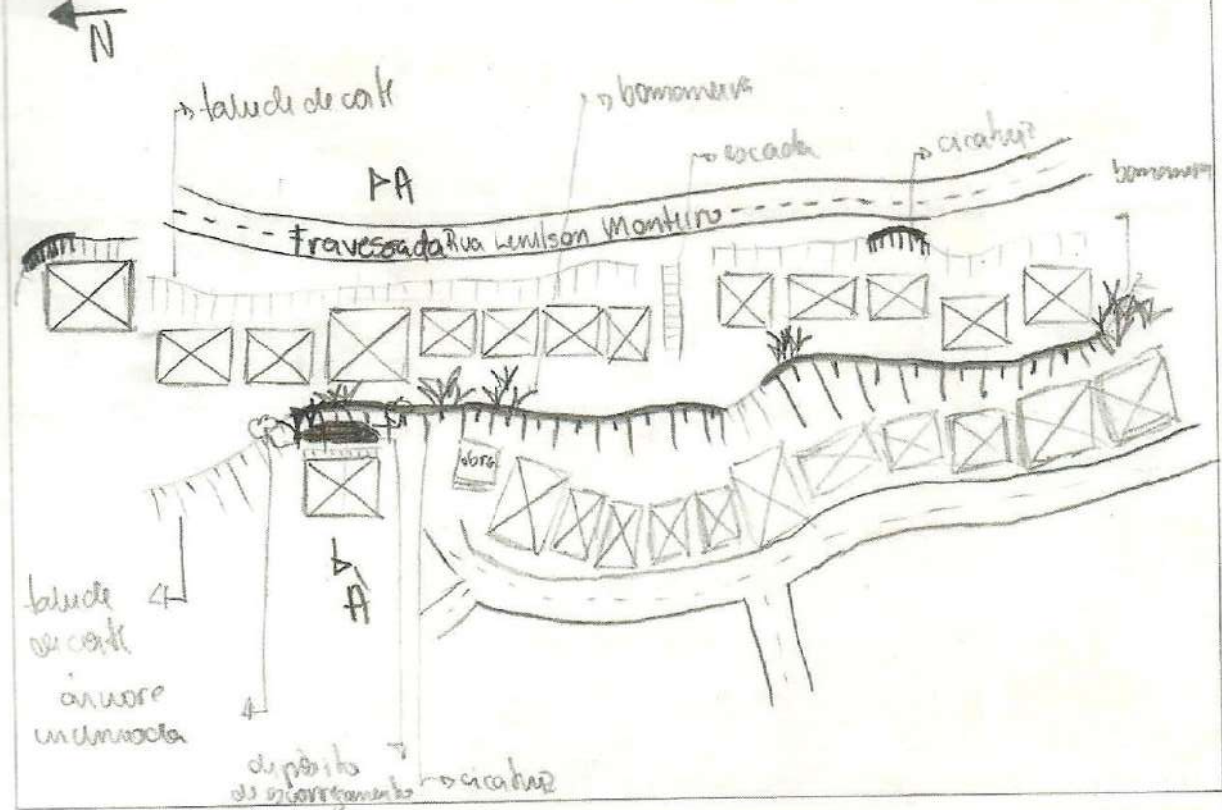 N
talude de corte
bananeira
escada
cicatriz
bananeira
A
Travessa da Rua Lenilson Monteiro
obra
A'
talude
de corte
árvore
inclinada
depósito
de escorregamento
cicatriz